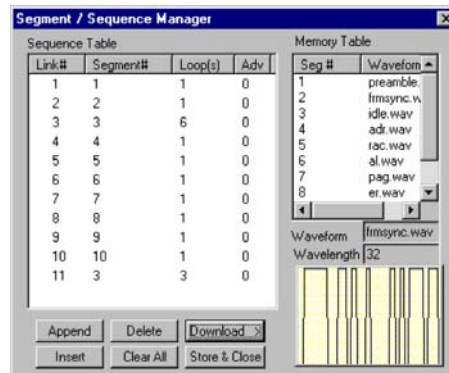 Segment / Sequence Manager
Sequence Table
Link# Segment# Loop(s) Adv
1 1 1 0
2 2 1 0
3 3 6 0
4 4 1 0
5 5 1 0
6 6 1 0
7 7 1 0
8 8 1 0
9 9 1 0
10 10 1 0
11 3 3 0
Append Delete Download
Insert Clear All Store & Close
Memory Table
Seg # Waveform
1 preamble.
2 frmsync.w
3 idle.wav
4 adr.wav
5 rac.wav
6 al.wav
7 pag.wav
8 er.wav
Waveform frmsync.wav
Wavelength 32